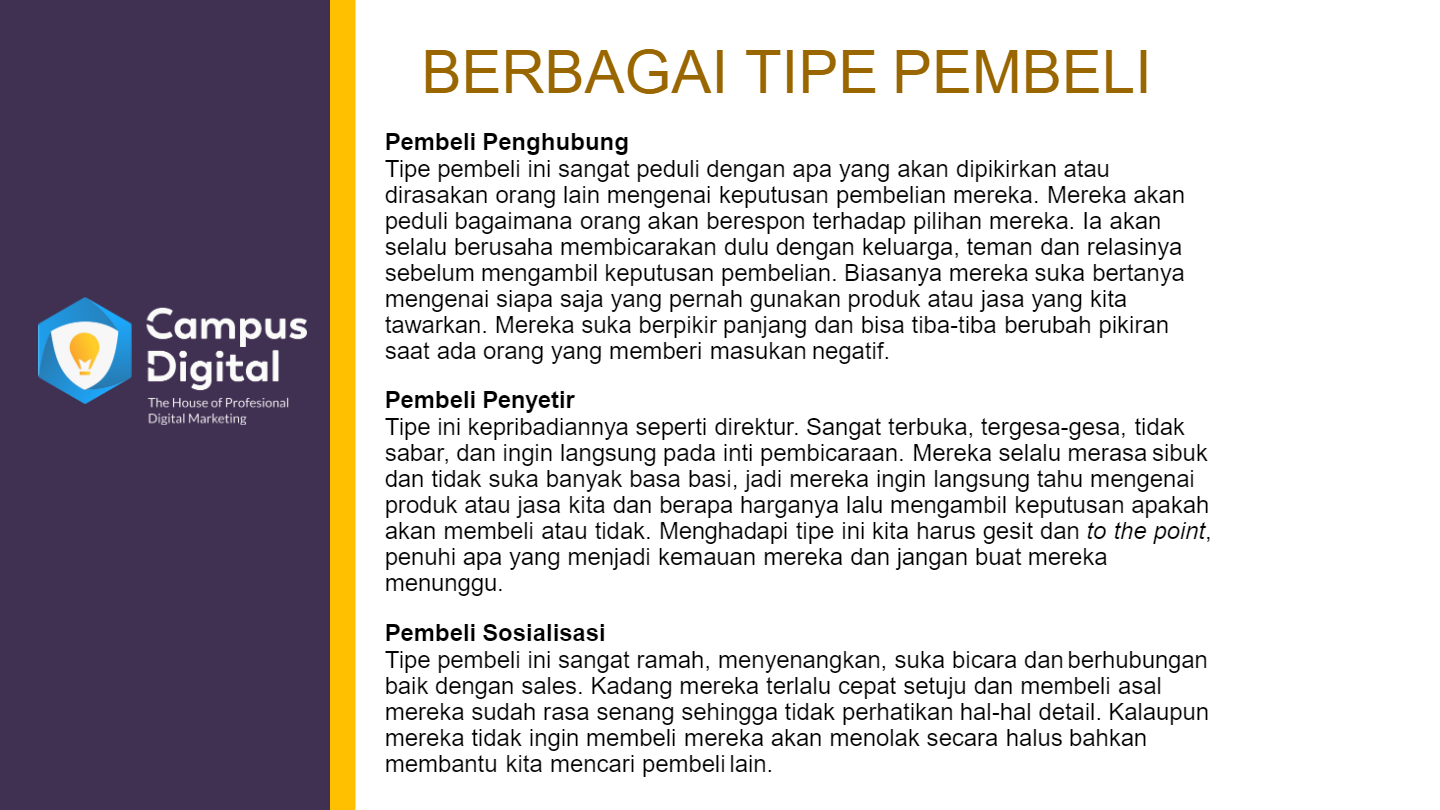 BERBAGAI TIPE PEMBELI
Pembeli Penghubung
Tipe pembeli ini sangat peduli dengan apa yang akan dipikirkan atau
dirasakan orang lain mengenai keputusan pembelian mereka. Mereka akan
peduli bagaimana orang akan berespon terhadap pilihan mereka. Ia akan
selalu berusaha membicarakan dulu dengan keluarga, teman dan relasinya
sebelum mengambil keputusan pembelian. Biasanya mereka suka bertanya
mengenai siapa saja yang pernah gunakan produk atau jasa yang kita
tawarkan. Mereka suka berpikir panjang dan bisa tiba-tiba berubah pikiran
saat ada orang yang memberi masukan negatif.
Pembeli Penyetir
Tipe ini kepribadiannya seperti direktur. Sangat terbuka, tergesa-gesa, tidak
sabar, dan ingin langsung pada inti pembicaraan. Mereka selalu merasa sibuk
dan tidak suka banyak basa basi, jadi mereka ingin langsung tahu mengenai
produk atau jasa kita dan berapa harganya lalu mengambil keputusan apakah
akan membeli atau tidak. Menghadapi tipe ini kita harus gesit dan to the point,
penuhi apa yang menjadi kemauan mereka dan jangan buat mereka
menunggu.
Pembeli Sosialisasi
Tipe pembeli ini sangat ramah, menyenangkan, suka bicara dan berhubungan
baik dengan sales. Kadang mereka terlalu cepat setuju dan membeli asal
mereka sudah rasa senang sehingga tidak perhatikan hal-hal detail. Kalaupun
mereka tidak ingin membeli mereka akan menolak secara halus bahkan
membantu kita mencari pembeli lain.
Campus
Digital
The House of Profesional
Digital Marketing